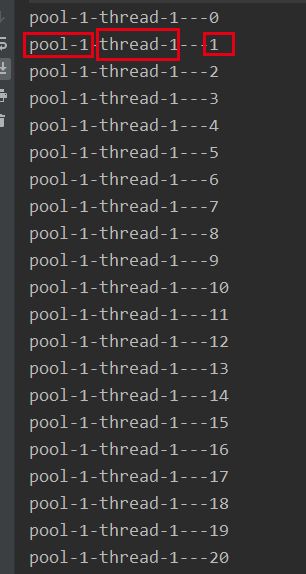 pool-1-thread-1---0
pool-1-thread-1---1
pool-1-thread-1---2
pool-1-thread-1---3
pool-1-thread-1---4
pool-1-thread-1---5
pool-1-thread-1---6
pool-1-thread-1---7
pool-1-thread-1---8
pool-1-thread-1---9
pool-1-thread-1---10
pool-1-thread-1---11
pool-1-thread-1---12
pool-1-thread-1---13
pool-1-thread-1---14
pool-1-thread-1---15
pool-1-thread-1---16
pool-1-thread-1---17
pool-1-thread-1---18
pool-1-thread-1---19
pool-1-thread-1---20